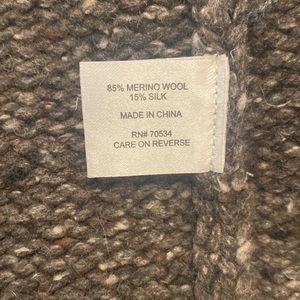 85% MERINO WOOL
15% SILK
MADE IN CHINA
RN# 70534
CARE ON REVERSE